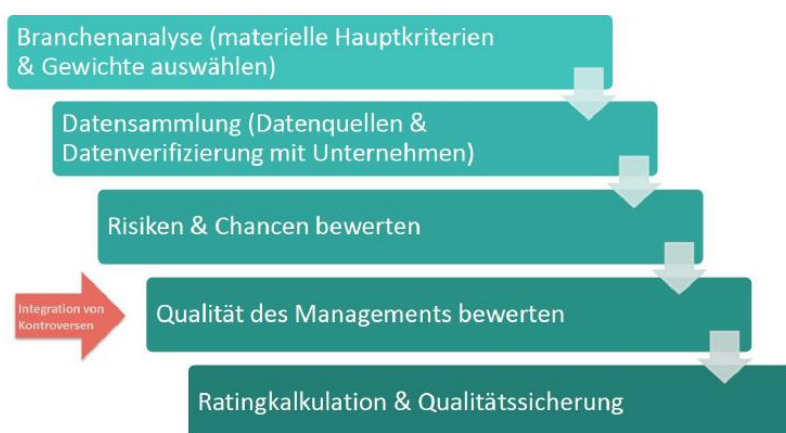 Branchenanalyse (materielle Hauptkriterien
& Gewichte auswählen)
Datensammlung (Datenquellen &
Datenverifizierung mit Unternehmen)
Risiken & Chancen bewerten
Integration von
Kontroversen
Qualität des Managements bewerten
Ratingkalkulation & Qualitätssicherung